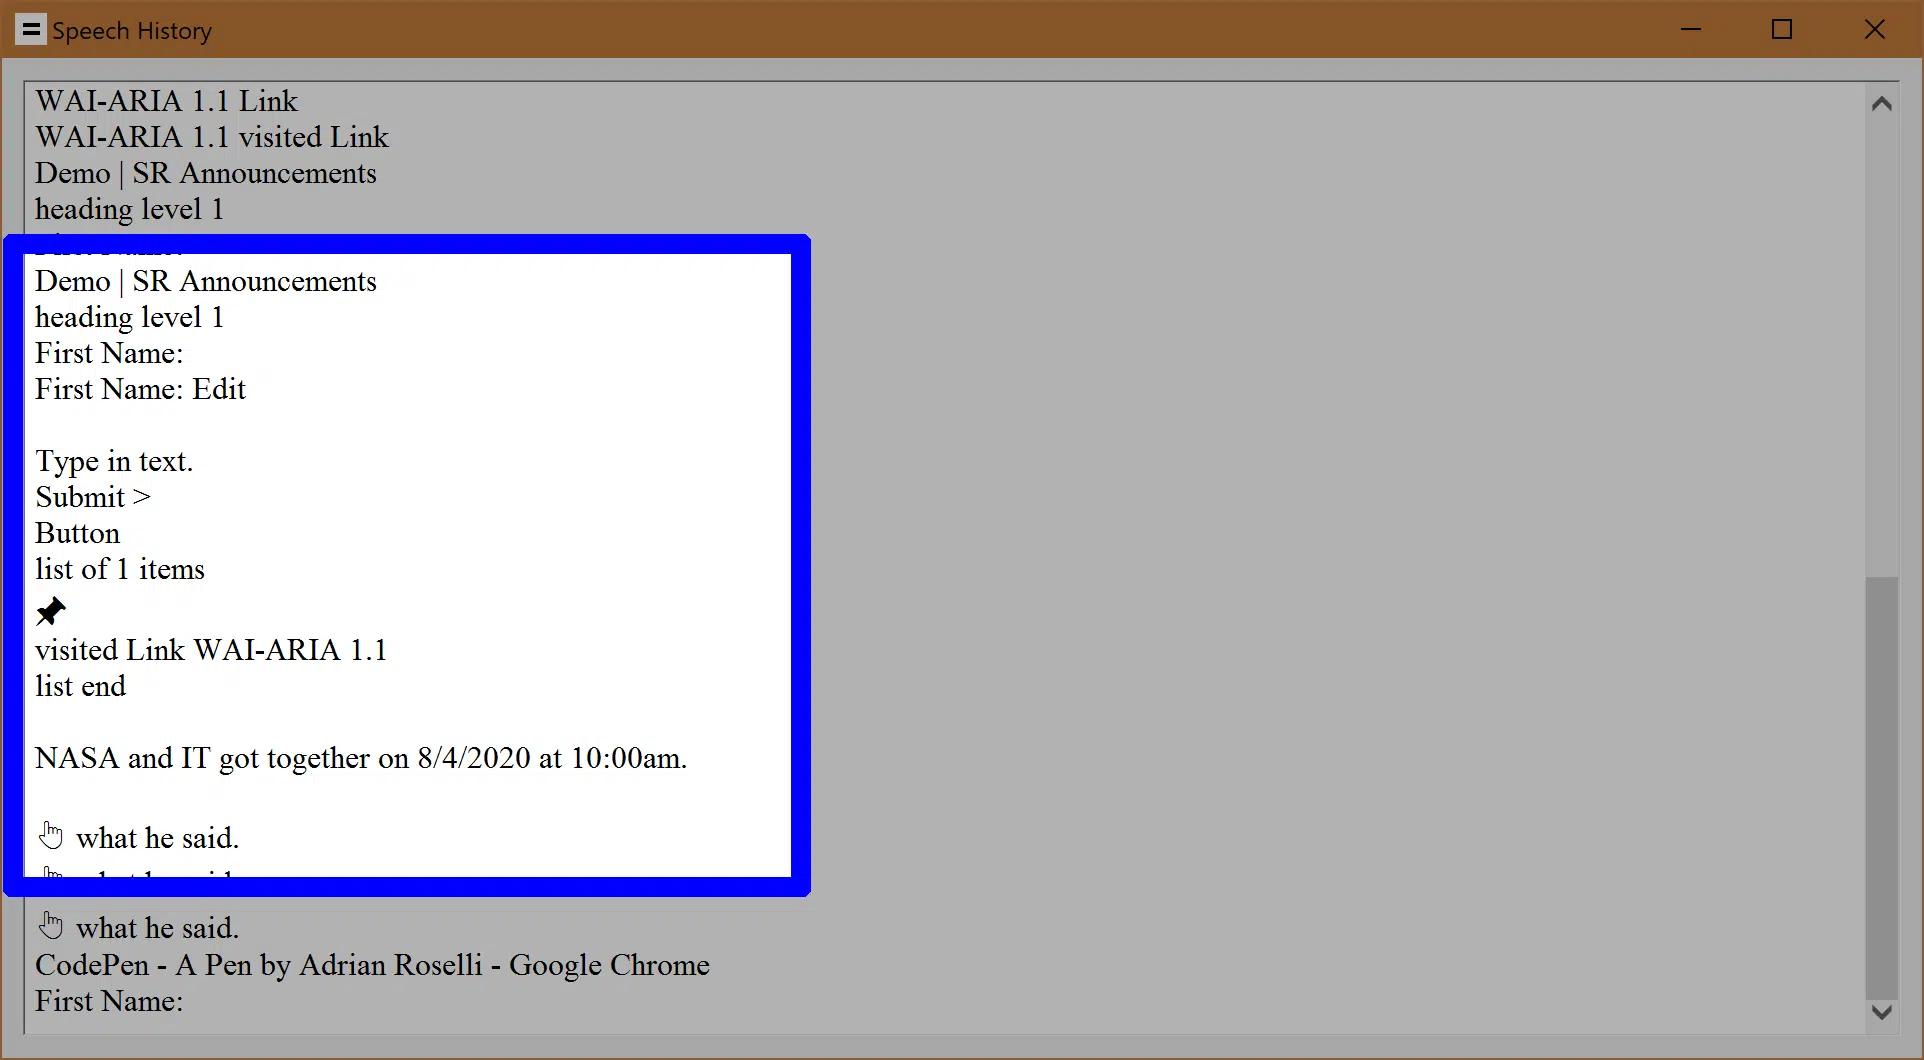 Speech History
WAI-ARIA 1.1 Link
WAI-ARIA 1.1 visited Link
Demo | SR Announcements
heading level 1
Demo | SR Announcements
heading level 1
First Name:
First Name: Edit
Type in text.
Submit >
Button
list of 1 items
visited Link WAI-ARIA 1.1
list end
NASA and IT got together on 8/4/2020 at 10:00am.
what he said.
what he said.
CodePen - A Pen by Adrian Roselli - Google Chrome
First Name: